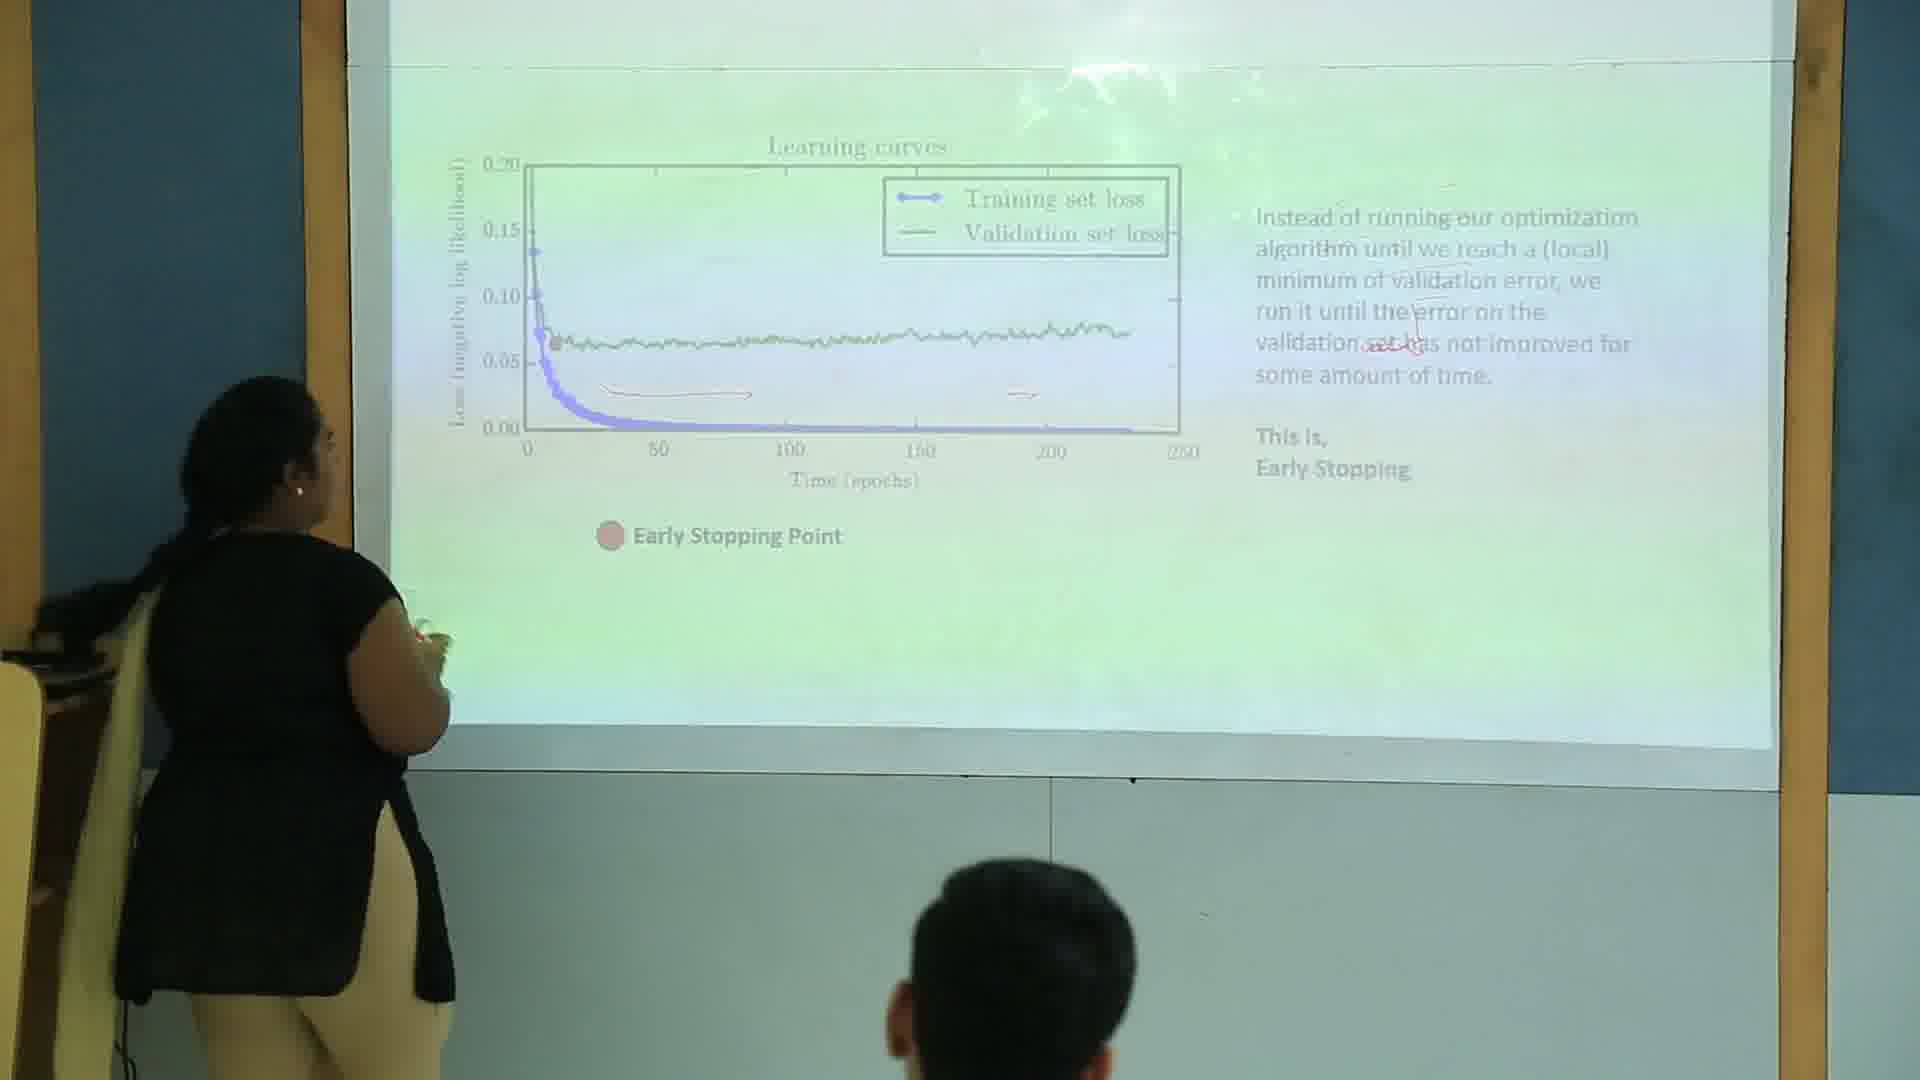 Learning curves
Loss (negative log likelihood)
0.20
0.15
0.10
0.05
0.00
Training set loss
Validation set loss
0 50 100 150 200 250
Time (epochs)
Early Stopping Point
Instead of running our optimization
algorithm until we reach a (local)
minimum of validation error, we
run it until the error on the
validation set has not improved for
some amount of time.
This is,
Early Stopping